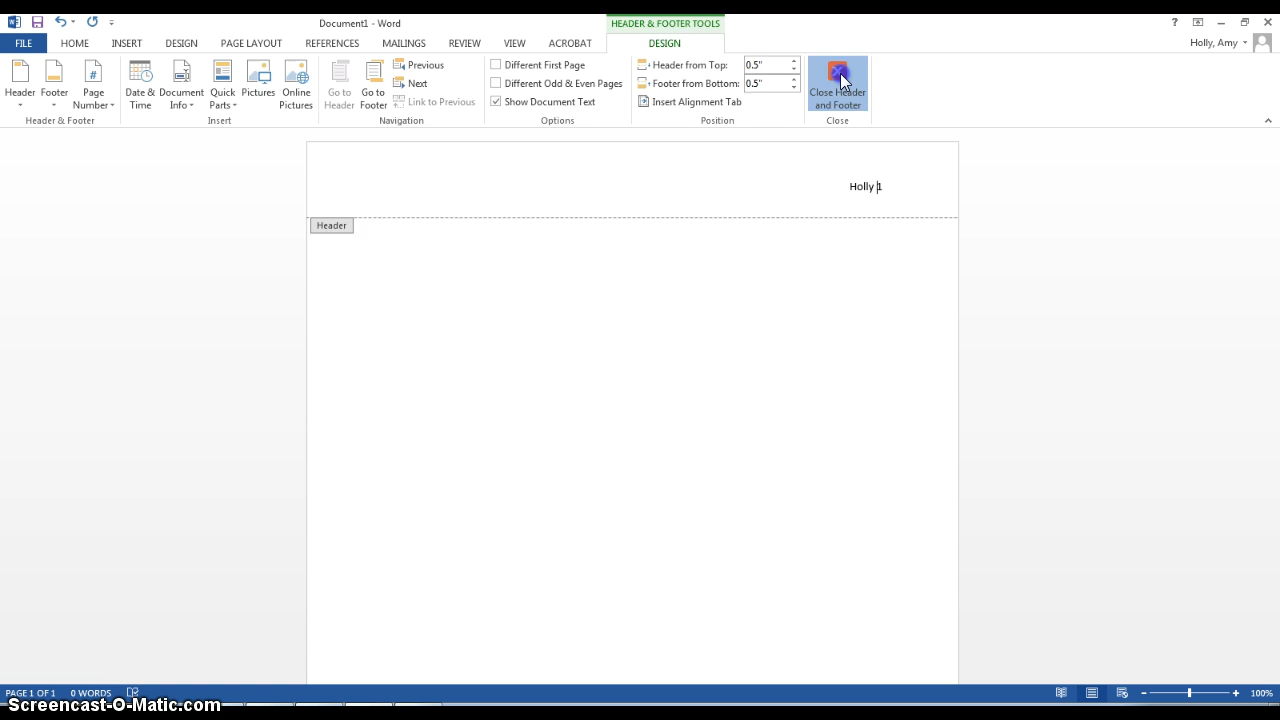 Document1 - Word
HEADER & FOOTER TOOLS
?
FILE HOME INSERT DESIGN PAGE LAYOUT REFERENCES MAILINGS REVIEW VIEW ACROBAT DESIGN Holly, Amy
Header
Footer
Page
Number
Header & Footer
Date &
Time
Document
Info
Quick
Parts
Pictures
Online
Pictures
Insert
Go to
Header
Go to
Footer
Previous
Next
Link to Previous
Navigation
Different First Page
Different Odd & Even Pages
Show Document Text
Options
Header from Top: 0.5"
Footer from Bottom: 0.5"
Insert Alignment Tab
Position
Close Header
and Footer
Close
Holly 1
Header
PAGE 1 OF 1 0 WORDS 100%
Screencast-O-Matic.com